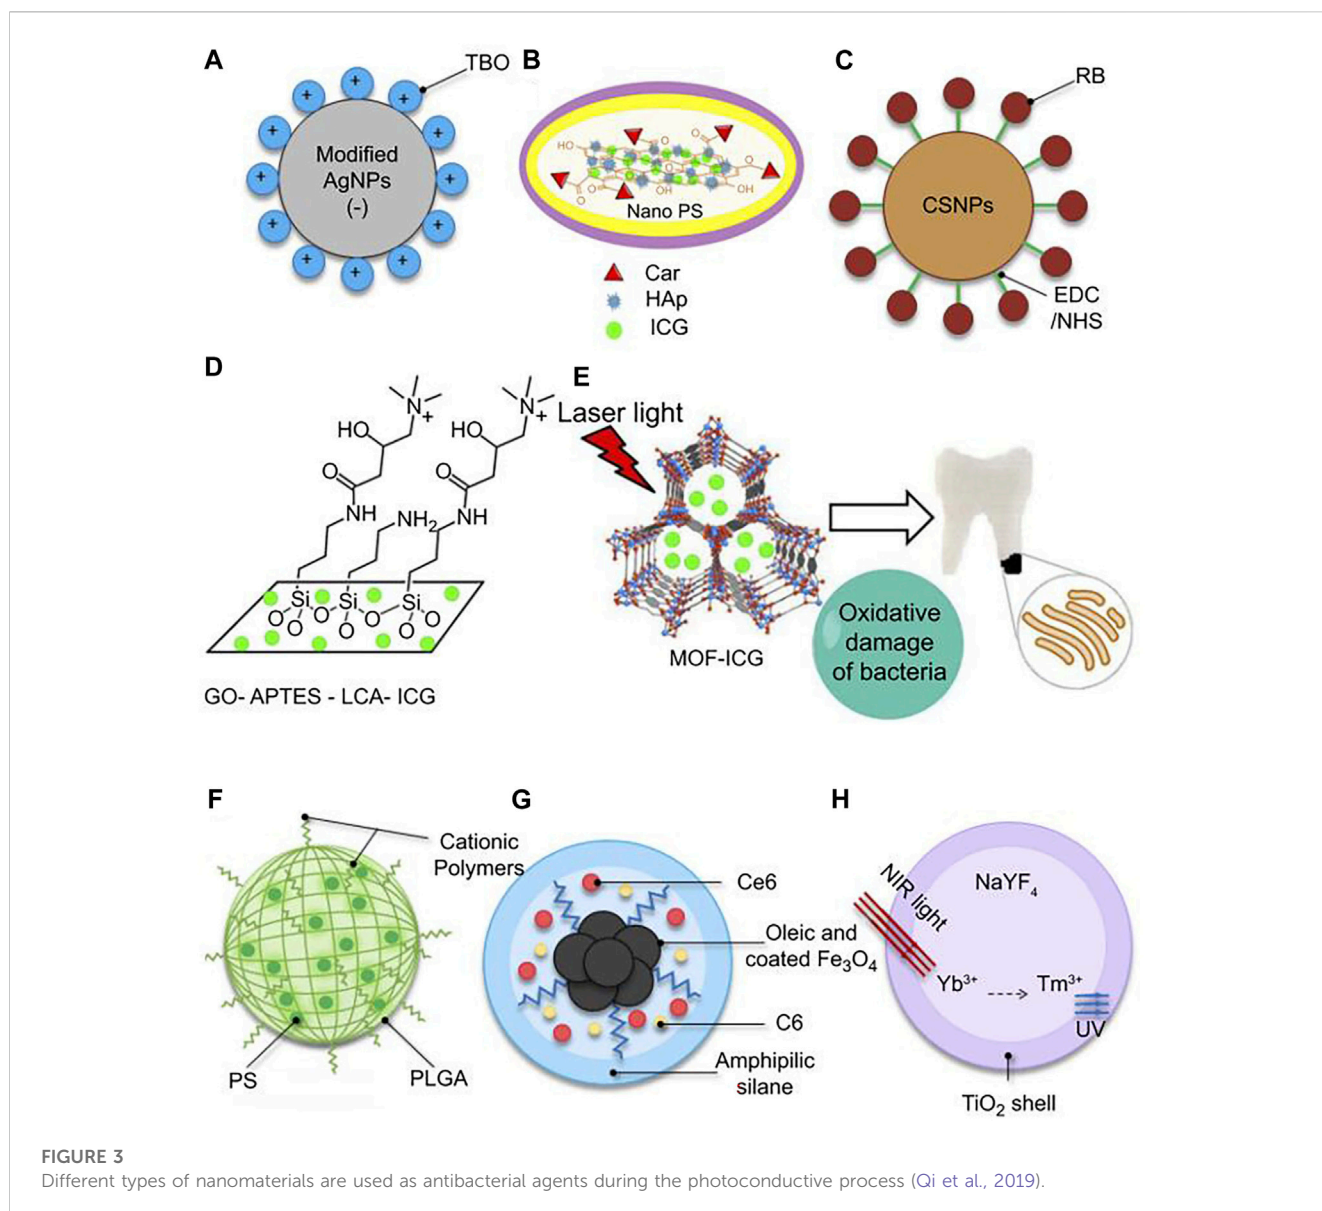 A
TBO
+
+
+
+
+
+
+
+
+
+
+
+
Modified
AgNPs
(-)
B
HO
O
O
O
O
O
OH
OH
Nano PS
Car
HAp
ICG
C
RB
CSNPs
EDC
/NHS
D
N
+
HO
O
NH
NH2
N
+
HO
O
NH
Si
Si
Si
O
O
O
O
O
O
O
GO- APTES - LCA- ICG
E
Laser light
MOF-ICG
Oxidative
damage
of bacteria
F
Cationic
Polymers
PS
PLGA
G
Ce6
Oleic and
coated Fe3O4
C6
Amphipilic
silane
H
NIR light
NaYF4
Yb3+
Tm3+
UV
TiO2 shell
FIGURE 3
Different types of nanomaterials are used as antibacterial agents during the photoconductive process (Qi et al., 2019).